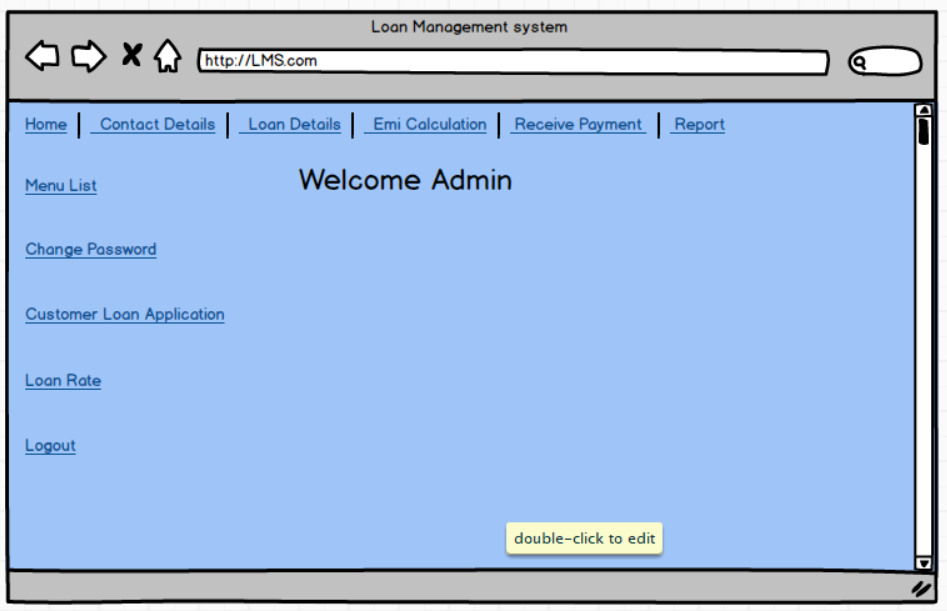 Loan Management system
http://LMS.com
Home Contact Details Loan Details Emi Calculation Receive Payment Report
Menu List
Welcome Admin
Change Password
Customer Loan Application
Loan Rate
Logout
double-click to edit